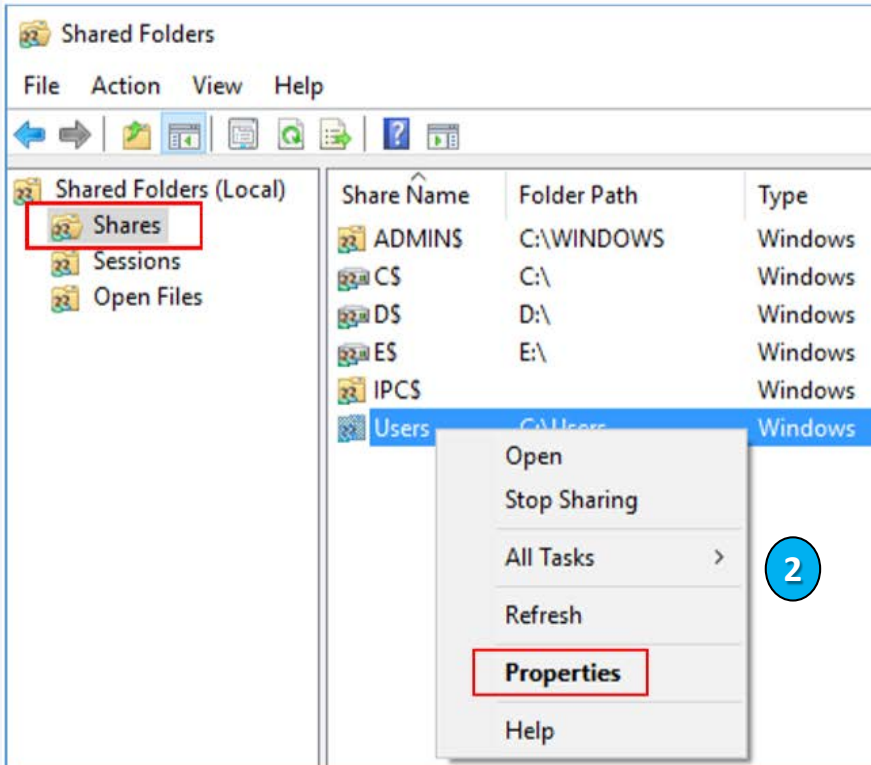 Shared Folders
File Action View Help
Shared Folders (Local)
Shares
Sessions
Open Files
Share Name Folder Path Type
ADMIN$ C:\WINDOWS Windows
C$ C:\ Windows
D$ D:\ Windows
E$ E:\ Windows
IPC$ Windows
Users C:\Users Windows
Open
Stop Sharing
All Tasks >
2
Refresh
Properties
Help